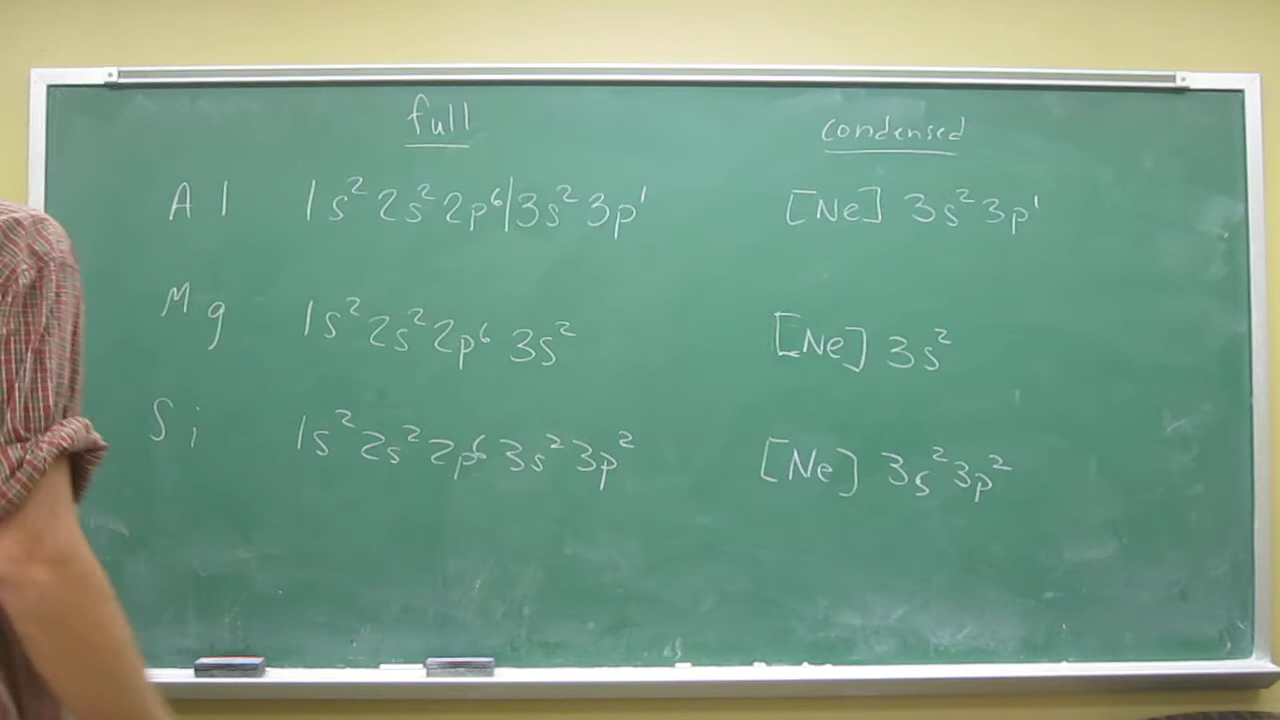 full condensed
Al 1s² 2s² 2p⁶|3s² 3p¹ [Ne] 3s² 3p¹
Mg 1s² 2s² 2p⁶ 3s² [Ne] 3s²
Si 1s² 2s² 2p⁶ 3s² 3p² [Ne] 3s² 3p²